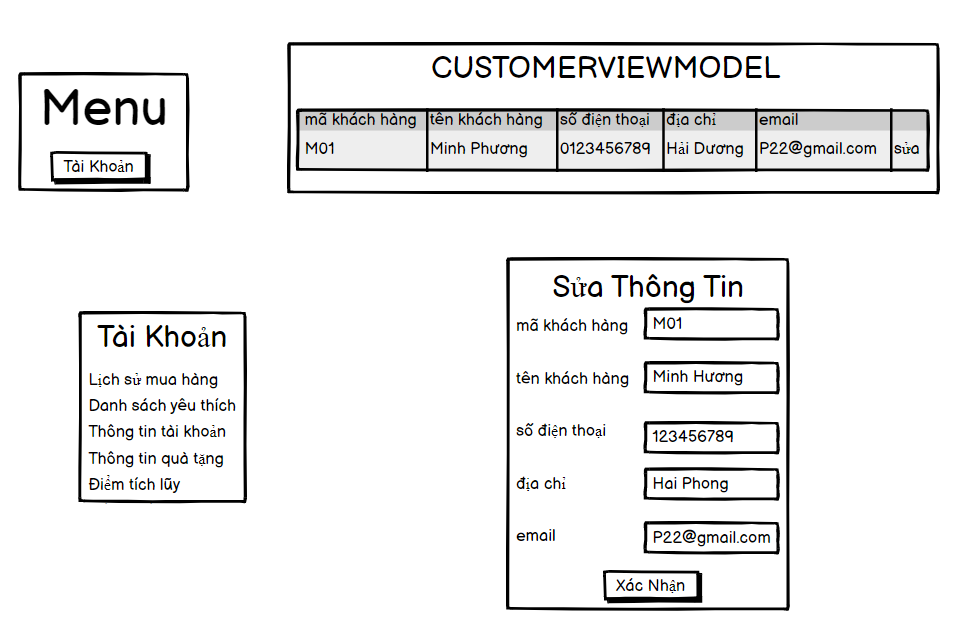 Menu
Tài Khoản
CUSTOMERVIEWMODEL
mã khách hàng tên khách hàng số điện thoại địa chỉ email
M01 Minh Phương 0123456789 Hải Dương P22@gmail.com sửa
Tài Khoản
Lịch sử mua hàng
Danh sách yêu thích
Thông tin tài khoản
Thông tin quà tặng
Điểm tích lũy
Sửa Thông Tin
mã khách hàng M01
tên khách hàng Minh Hương
số điện thoại 123456789
địa chỉ Hai Phong
email P22@gmail.com
Xác Nhận